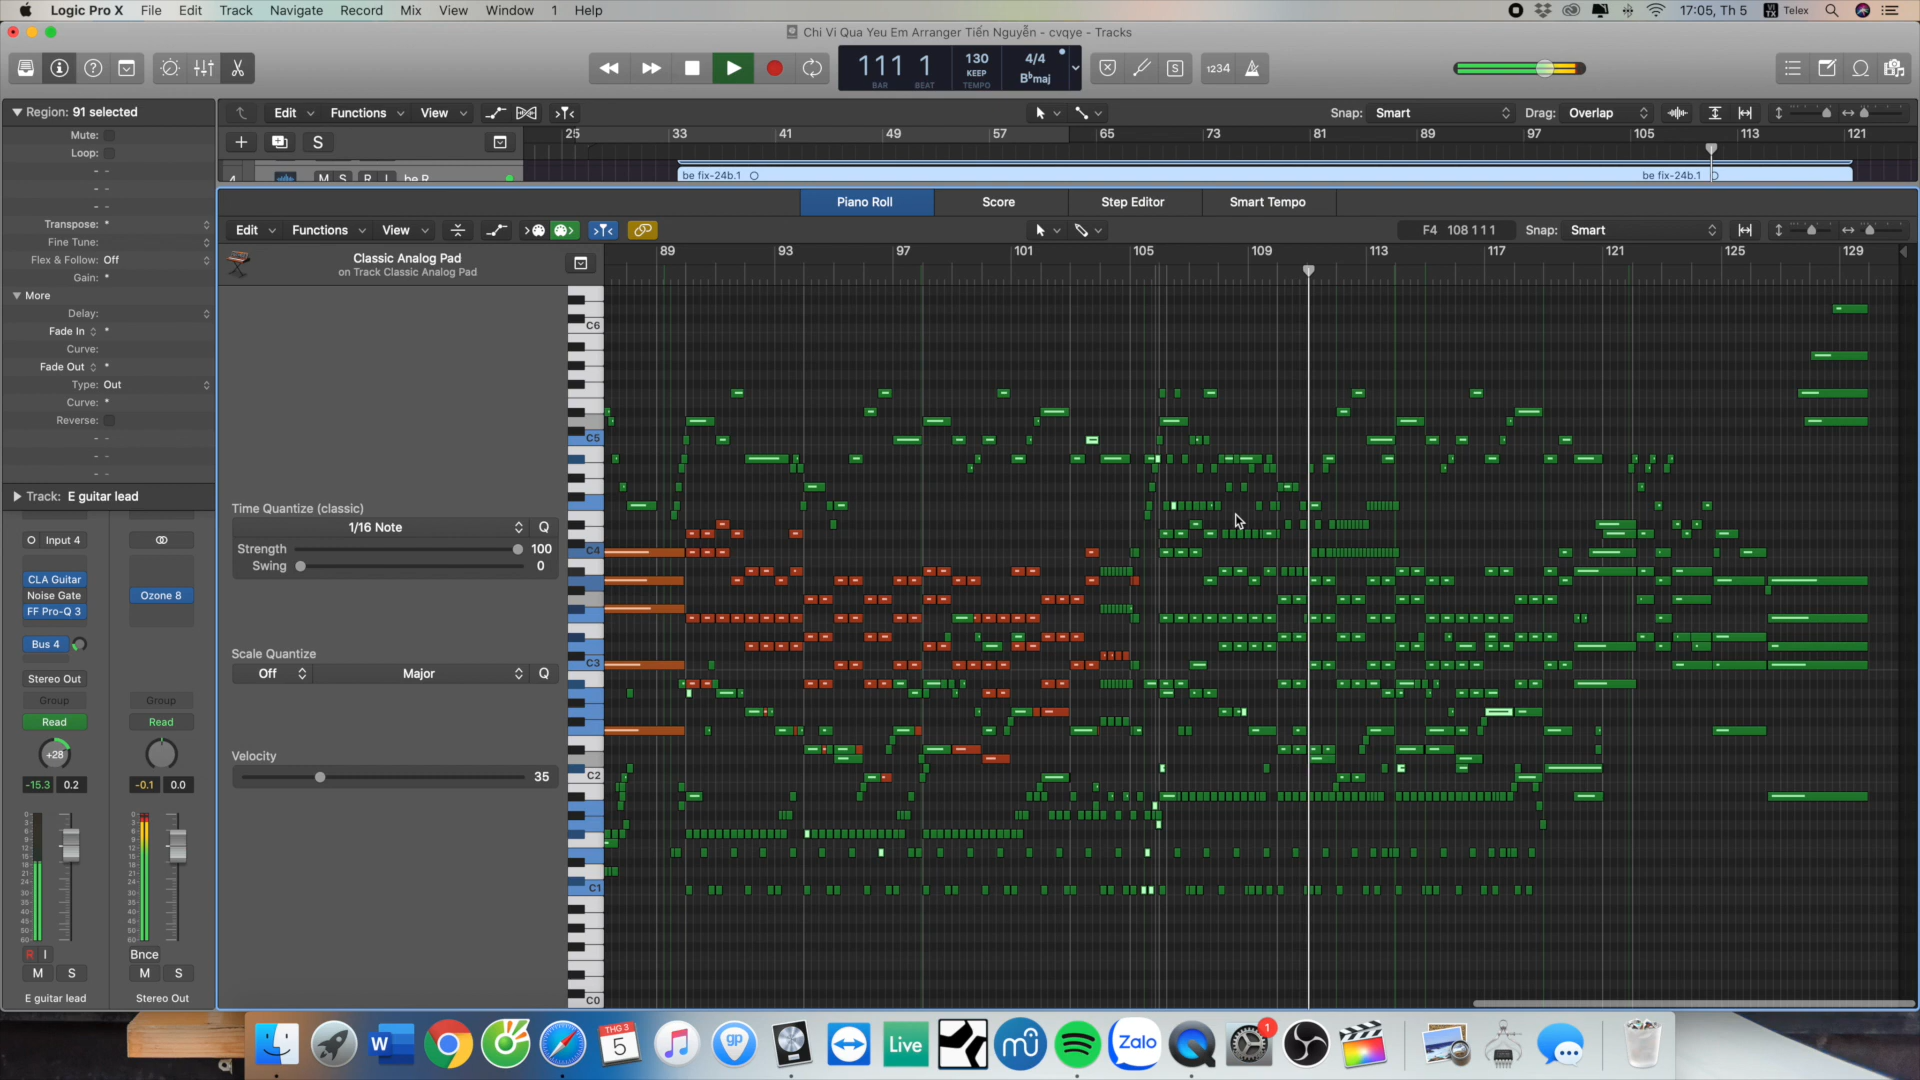 Logic Pro X File Edit Track Navigate Record Mix View Window 1 Help
17:05, Th 5 VI TX Telex
Chi Vi Qua Yeu Em Arranger Tiến Nguyễn - cvqye - Tracks
111 1
BAR BEAT
130
KEEP
TEMPO
4/4
B♭maj
S 1234
Region: 91 selected
Mute:
Loop:
Transpose:
Fine Tune:
Flex & Follow: Off
Gain:
More
Delay:
Fade In
Curve:
Fade Out
Type: Out
Curve:
Reverse:
Track: E guitar lead
Input 4
CLA Guitar
Noise Gate
FF Pro-Q 3
Ozone 8
Bus 4
Stereo Out
Group Group
Read Read
+28
-15.3 0.2 -0.1 0.0
R I Bnce
M S M S
E guitar lead Stereo Out
Edit Functions View
Snap: Smart Drag: Overlap
S
25 33 41 49 57 65 73 81 89 97 105 113 121
4 M S R I be R
be fix-24b.1 be fix-24b.1
Piano Roll Score Step Editor Smart Tempo
Edit Functions View
F4 108 1 1 1 Snap: Smart
Classic Analog Pad
on Track Classic Analog Pad
89 93 97 101 105 109 113 117 121 125 129
Time Quantize (classic)
1/16 Note Q
Strength 100
Swing 0
Scale Quantize
Off Major Q
Velocity
35
C6
C5
C4
C3
C2
C1
C0
W THG 3
5
gp
Live
Zalo
1